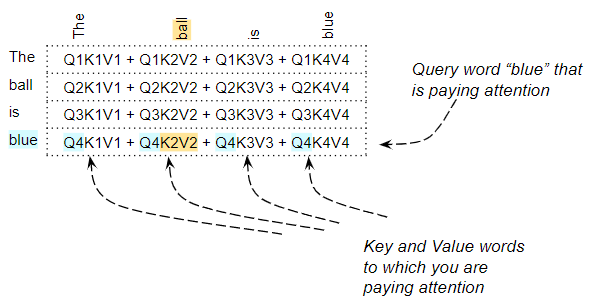 The ball is blue
The Q1K1V1 + Q1K2V2 + Q1K3V3 + Q1K4V4
ball Q2K1V1 + Q2K2V2 + Q2K3V3 + Q2K4V4
is Q3K1V1 + Q3K2V2 + Q3K3V3 + Q3K4V4
blue Q4K1V1 + Q4K2V2 + Q4K3V3 + Q4K4V4
Query word “blue” that
is paying attention
Key and Value words
to which you are
paying attention